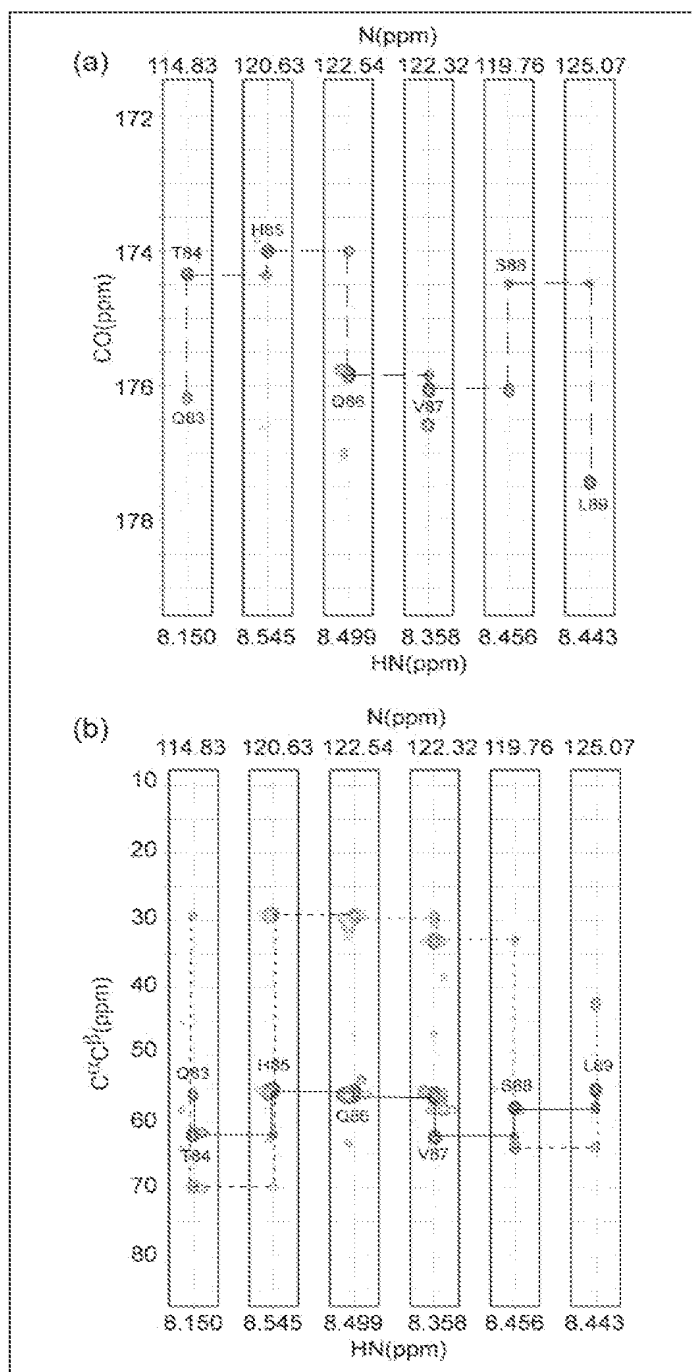 (a)
N(ppm)
114.83 120.63 122.54 122.32 119.76 125.07
172
174
176
178
CO(ppm)
T84
Q83
H85
Q86
V87
S88
L89
8.150 8.545 8.499 8.358 8.456 8.443
HN(ppm)
(b)
N(ppm)
114.83 120.63 122.54 122.32 119.76 125.07
10
20
30
40
50
60
70
80
CαCβ(ppm)
Q83
T84
H85
Q86
V87
S88
L89
8.150 8.545 8.499 8.358 8.456 8.443
HN(ppm)